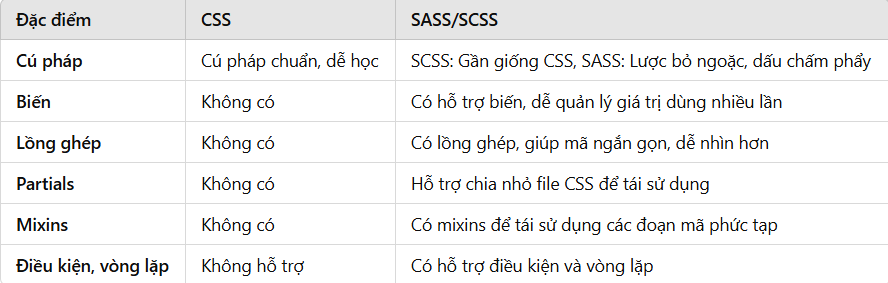 Đặc điểm CSS SASS/SCSS
Cú pháp Cú pháp chuẩn, dễ học SCSS: Gần giống CSS, SASS: Lược bỏ ngoặc, dấu chấm phẩy
Biến Không có Có hỗ trợ biến, dễ quản lý giá trị dùng nhiều lần
Lồng ghép Không có Có lồng ghép, giúp mã ngắn gọn, dễ nhìn hơn
Partials Không có Hỗ trợ chia nhỏ file CSS để tái sử dụng
Mixins Không có Có mixins để tái sử dụng các đoạn mã phức tạp
Điều kiện, vòng lặp Không hỗ trợ Có hỗ trợ điều kiện và vòng lặp